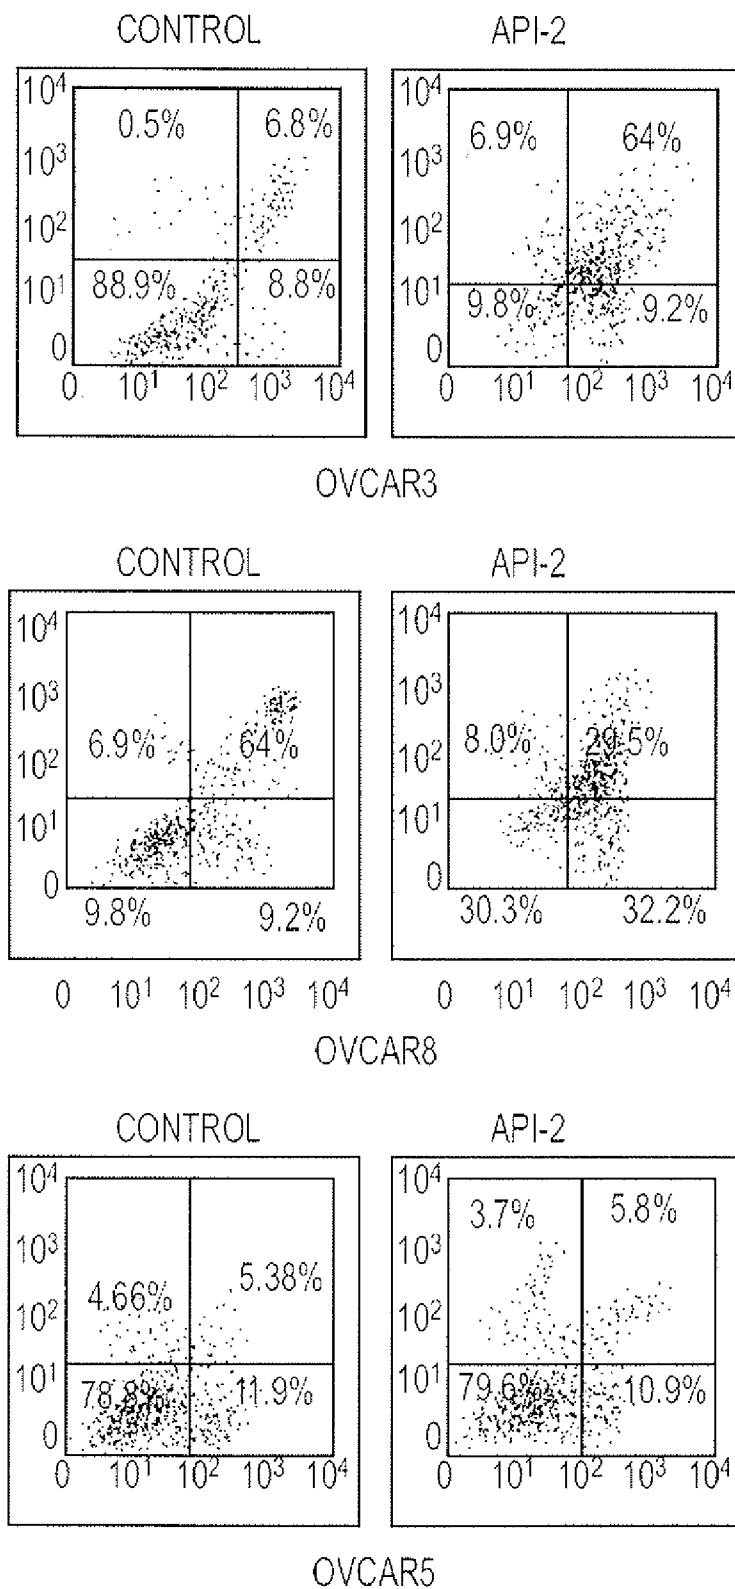 CONTROL API-2
10⁴ 0.5% 6.8% 10⁴ 6.9% 64%
10³ 10³
10² 10²
10¹ 88.9% 8.8% 10¹ 9.8% 9.2%
0 0
0 10¹ 10² 10³ 10⁴ 0 10¹ 10² 10³ 10⁴
OVCAR3
CONTROL API-2
10⁴ 10⁴
10³ 10³
10² 6.9% 64% 10² 8.0% 29.5%
10¹ 10¹
0 0
9.8% 9.2% 30.3% 32.2%
0 10¹ 10² 10³ 10⁴ 0 10¹ 10² 10³ 10⁴
OVCAR8
CONTROL API-2
10⁴ 10⁴ 3.7% 5.8%
10³ 5.38% 10³
10² 4.66% 10²
10¹ 78.8% 11.9% 10¹ 79.6% 10.9%
0 0
0 10¹ 10² 10³ 10⁴ 0 10¹ 10² 10³ 10⁴
OVCAR5